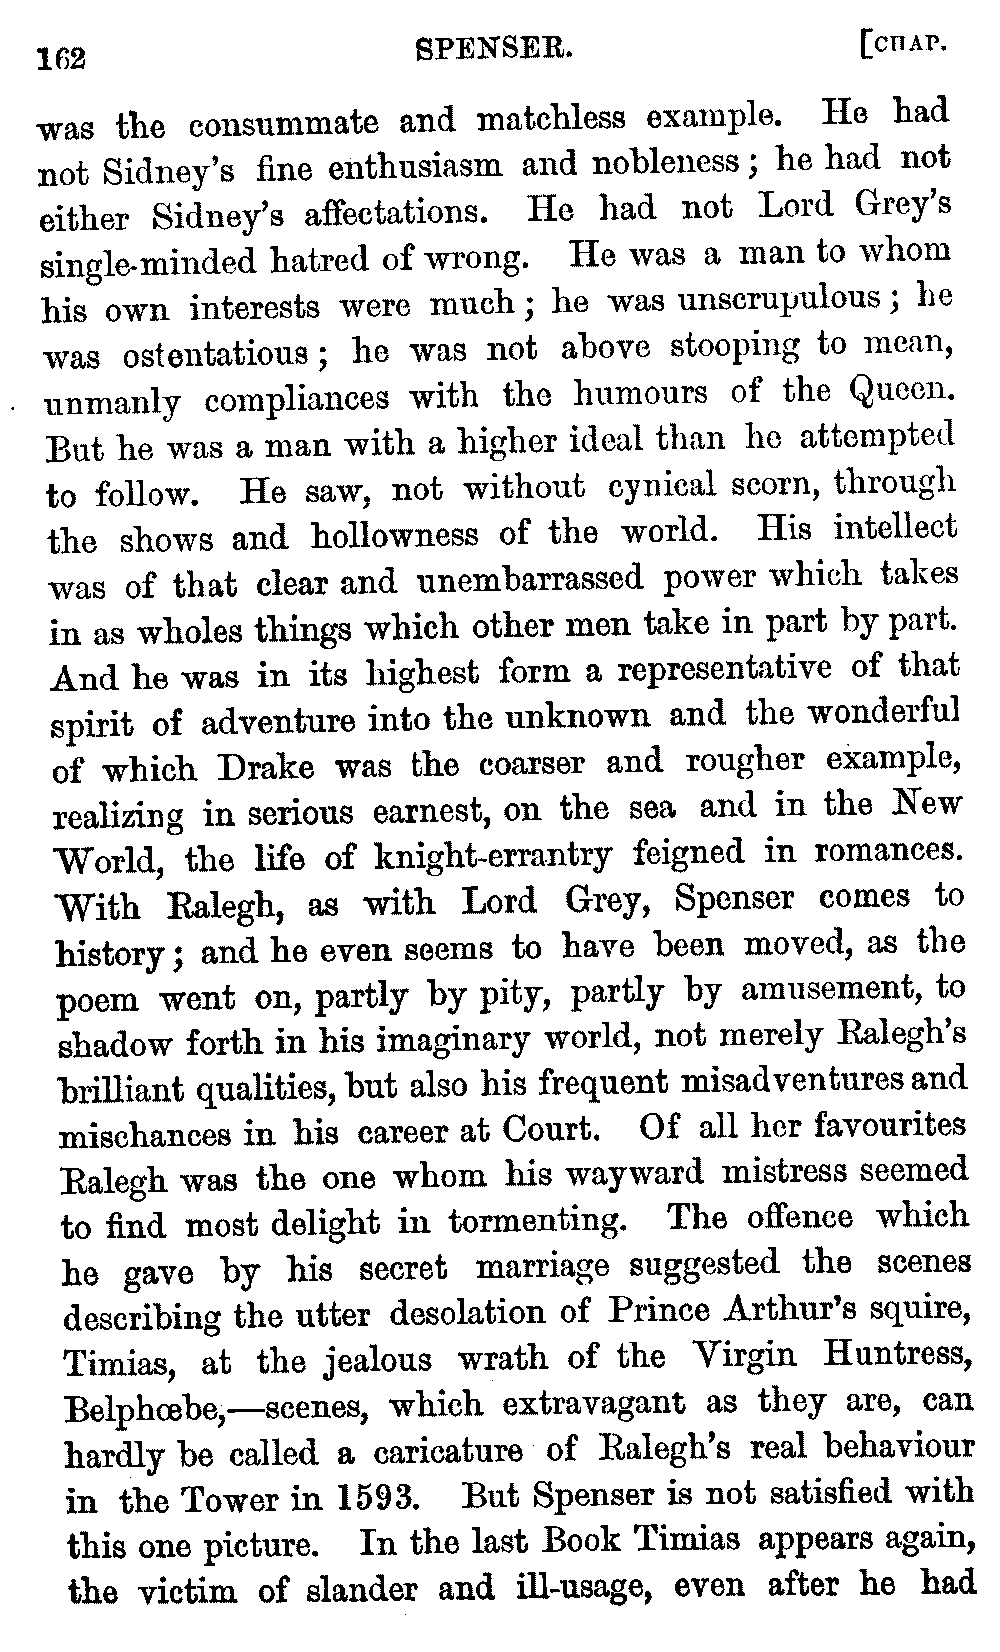 162 SPENSER. [CHAP.
was the consummate and matchless example. He had
not Sidney's fine enthusiasm and nobleness; he had not
either Sidney's affectations. He had not Lord Grey's
single-minded hatred of wrong. He was a man to whom
his own interests were much; he was unscrupulous; he
was ostentatious; he was not above stooping to mean,
unmanly compliances with the humours of the Queen.
But he was a man with a higher ideal than he attempted
to follow. He saw, not without cynical scorn, through
the shows and hollowness of the world. His intellect
was of that clear and unembarrassed power which takes
in as wholes things which other men take in part by part.
And he was in its highest form a representative of that
spirit of adventure into the unknown and the wonderful
of which Drake was the coarser and rougher example,
realizing in serious earnest, on the sea and in the New
World, the life of knight-errantry feigned in romances.
With Ralegh, as with Lord Grey, Spenser comes to
history; and he even seems to have been moved, as the
poem went on, partly by pity, partly by amusement, to
shadow forth in his imaginary world, not merely Ralegh's
brilliant qualities, but also his frequent misadventures and
mischances in his career at Court. Of all her favourites
Ralegh was the one whom his wayward mistress seemed
to find most delight in tormenting. The offence which
he gave by his secret marriage suggested the scenes
describing the utter desolation of Prince Arthur's squire,
Timias, at the jealous wrath of the Virgin Huntress,
Belphœbe,—scenes, which extravagant as they are, can
hardly be called a caricature of Ralegh's real behaviour
in the Tower in 1593. But Spenser is not satisfied with
this one picture. In the last Book Timias appears again,
the victim of slander and ill-usage, even after he had